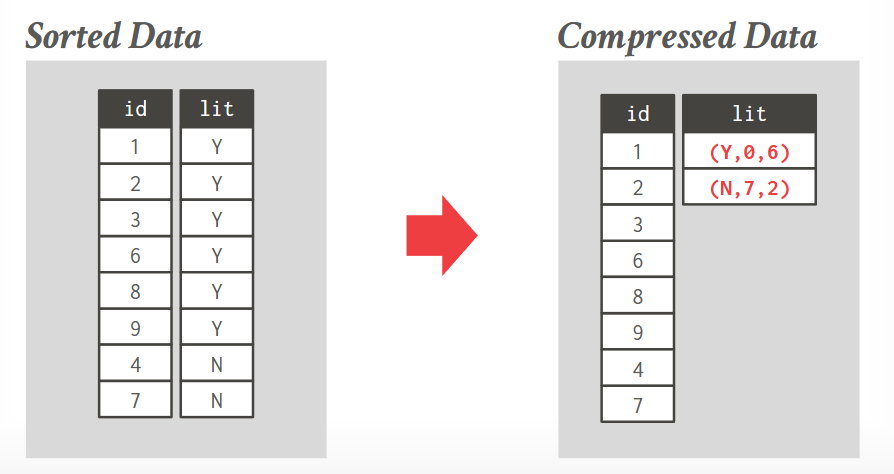 Sorted Data
id lit
1 Y
2 Y
3 Y
6 Y
8 Y
9 Y
4 N
7 N
Compressed Data
id lit
1 (Y,0,6)
2 (N,7,2)
3
6
8
9
4
7